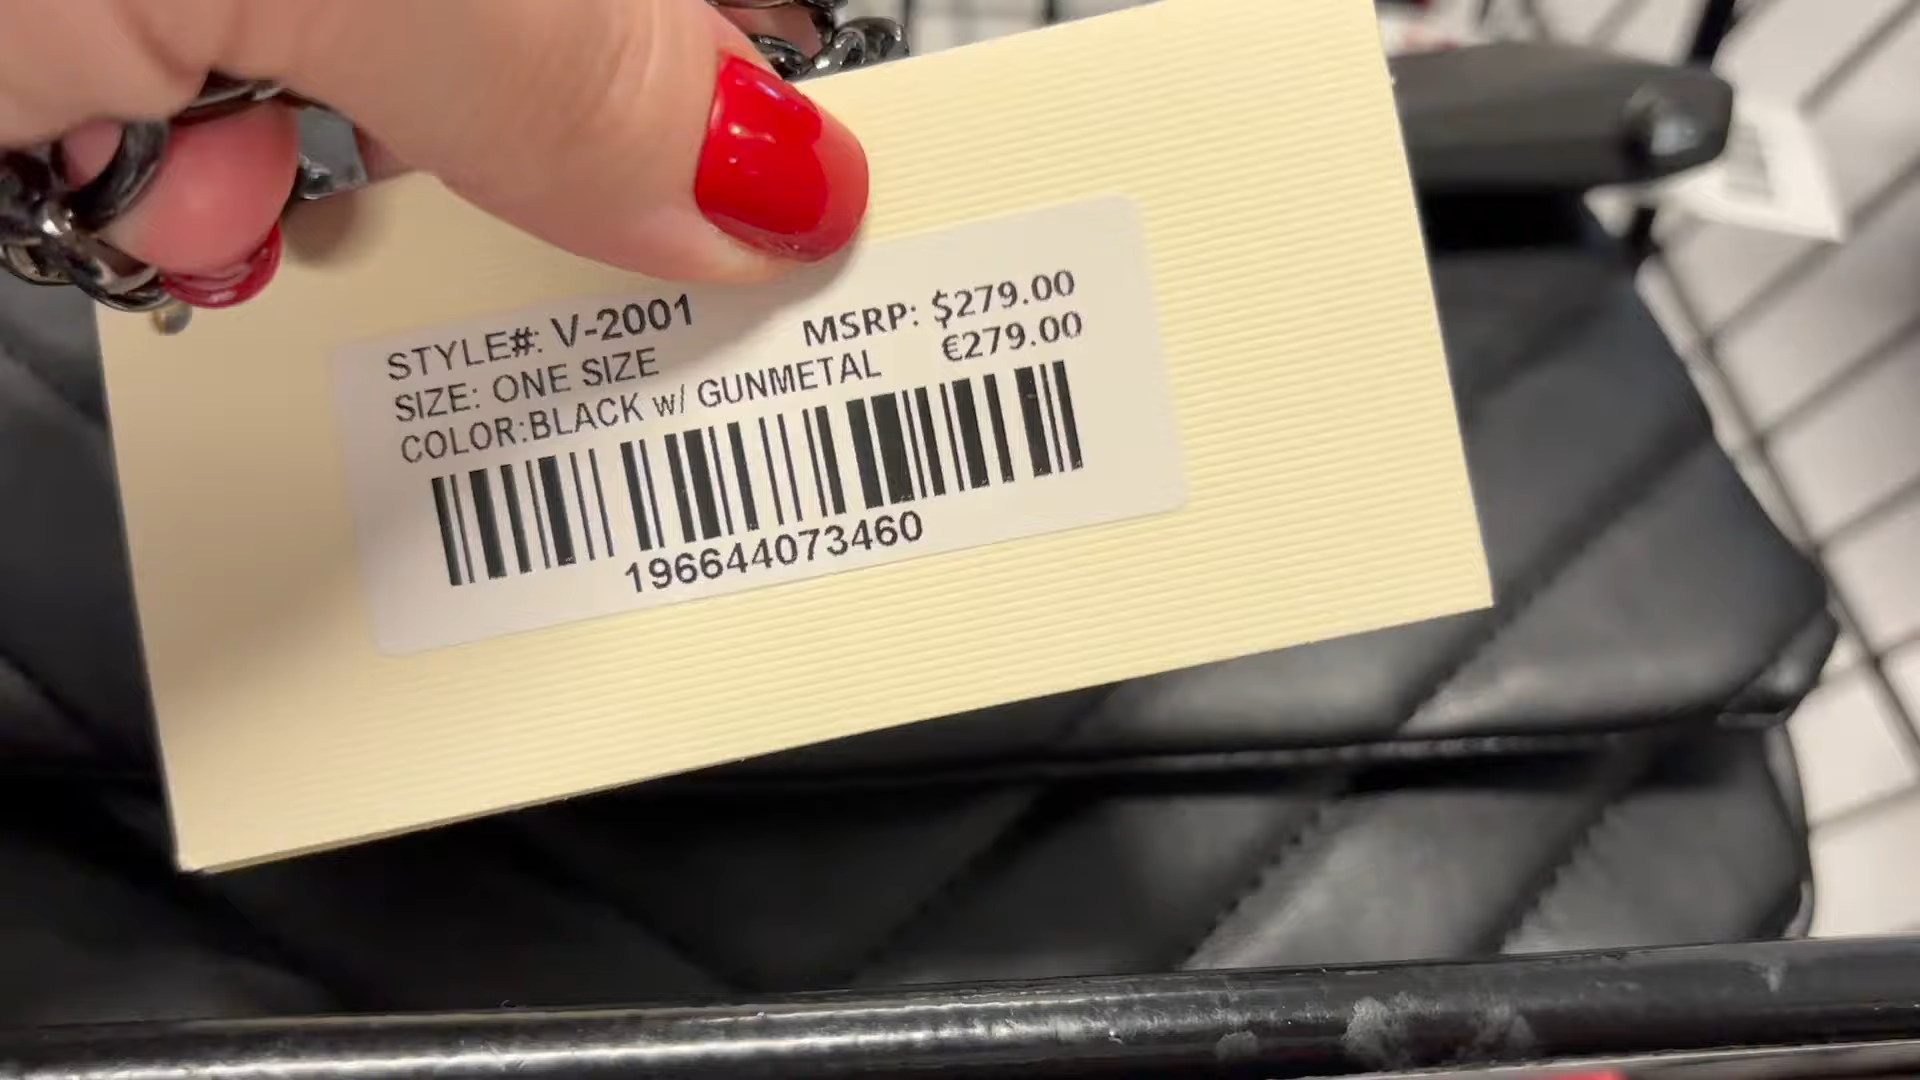 STYLE#: V-2001
SIZE: ONE SIZE
COLOR:BLACK w/ GUNMETAL
MSRP: $279.00
€279.00
196644073460